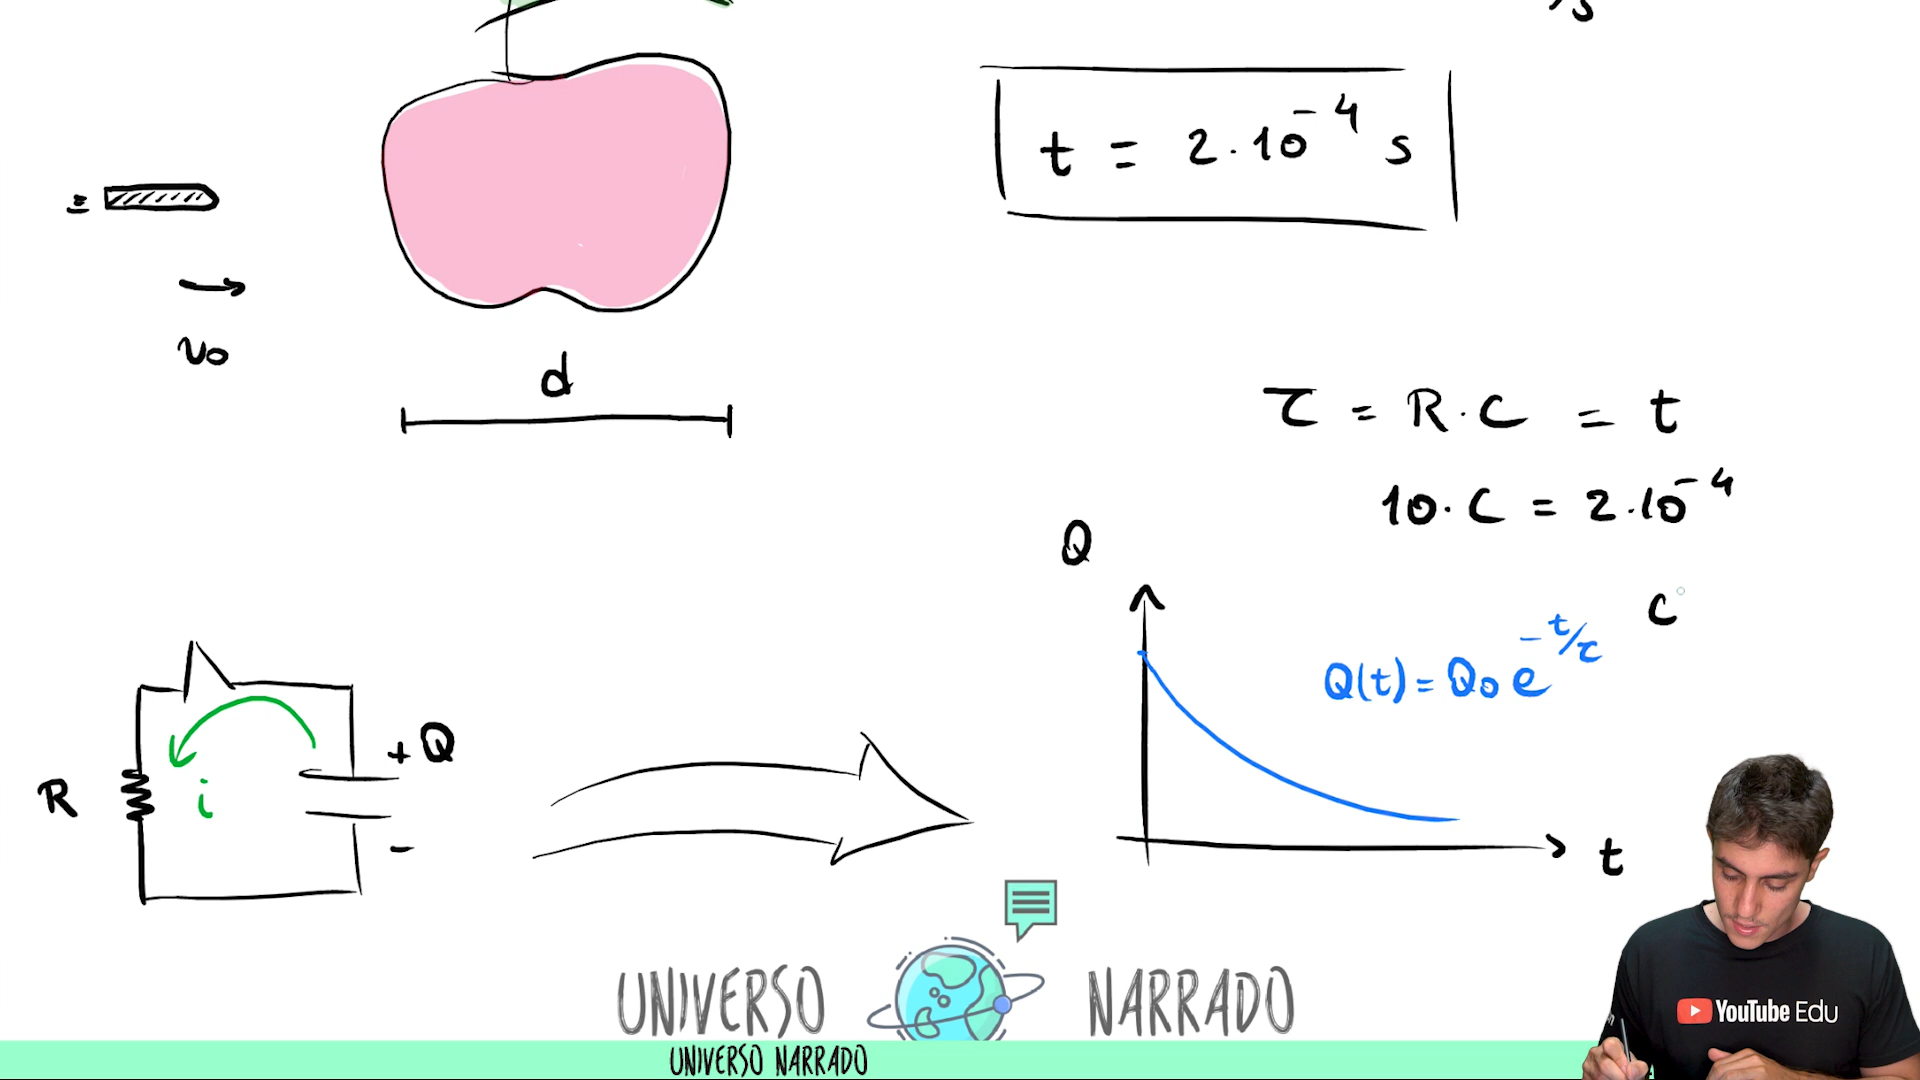 /s
t = 2·10⁻⁴ s
v₀
d
τ = R·C = t
10·C = 2·10⁻⁴
Q
C
Q(t) = Q₀ e^(-t/τ)
+ Q
R
i
-
t
UNIVERSO NARRADO
YouTube Edu
UNIVERSO NARRADO